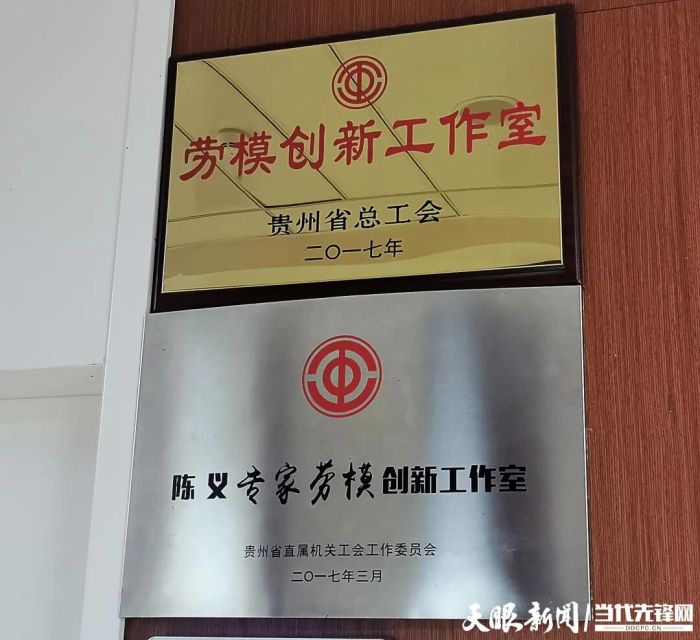 劳模创新工作室
贵州省总工会
二〇一七年
陈义专家劳模创新工作室
贵州省直属机关工会工作委员会
二〇一七年三月
天眼新闻/当代先锋网
DDCPC.CN